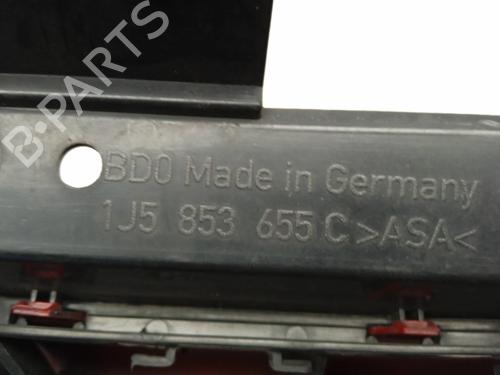 B-PARTS
BDO Made in Germany
1J5 853 655 C >ASA<